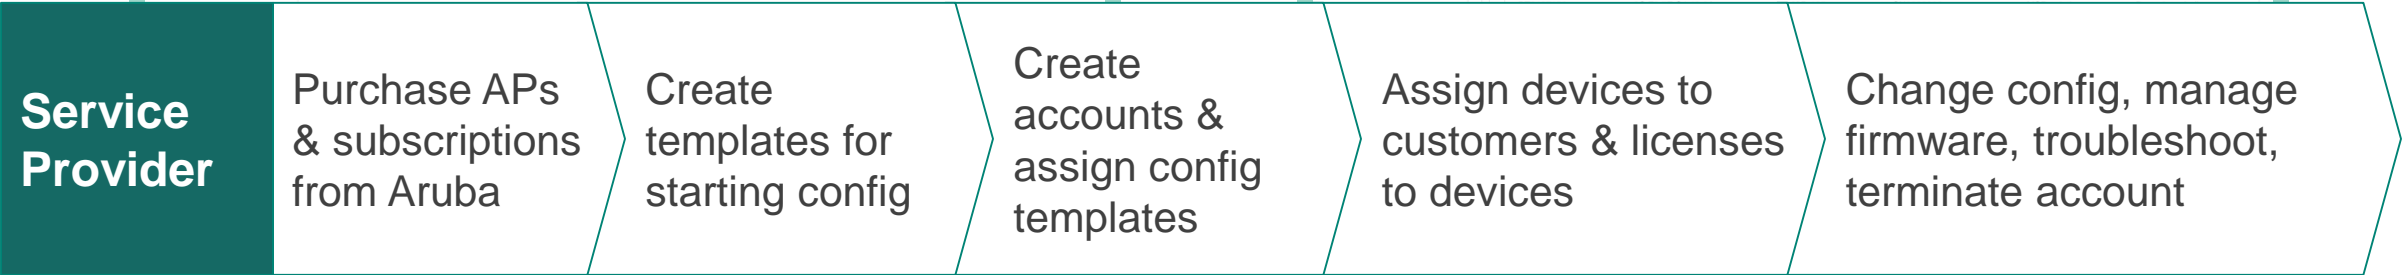 Service
Provider
Purchase APs
& subscriptions
from Aruba
Create
templates for
starting config
Create
accounts &
assign config
templates
Assign devices to
customers & licenses
to devices
Change config, manage
firmware, troubleshoot,
terminate account